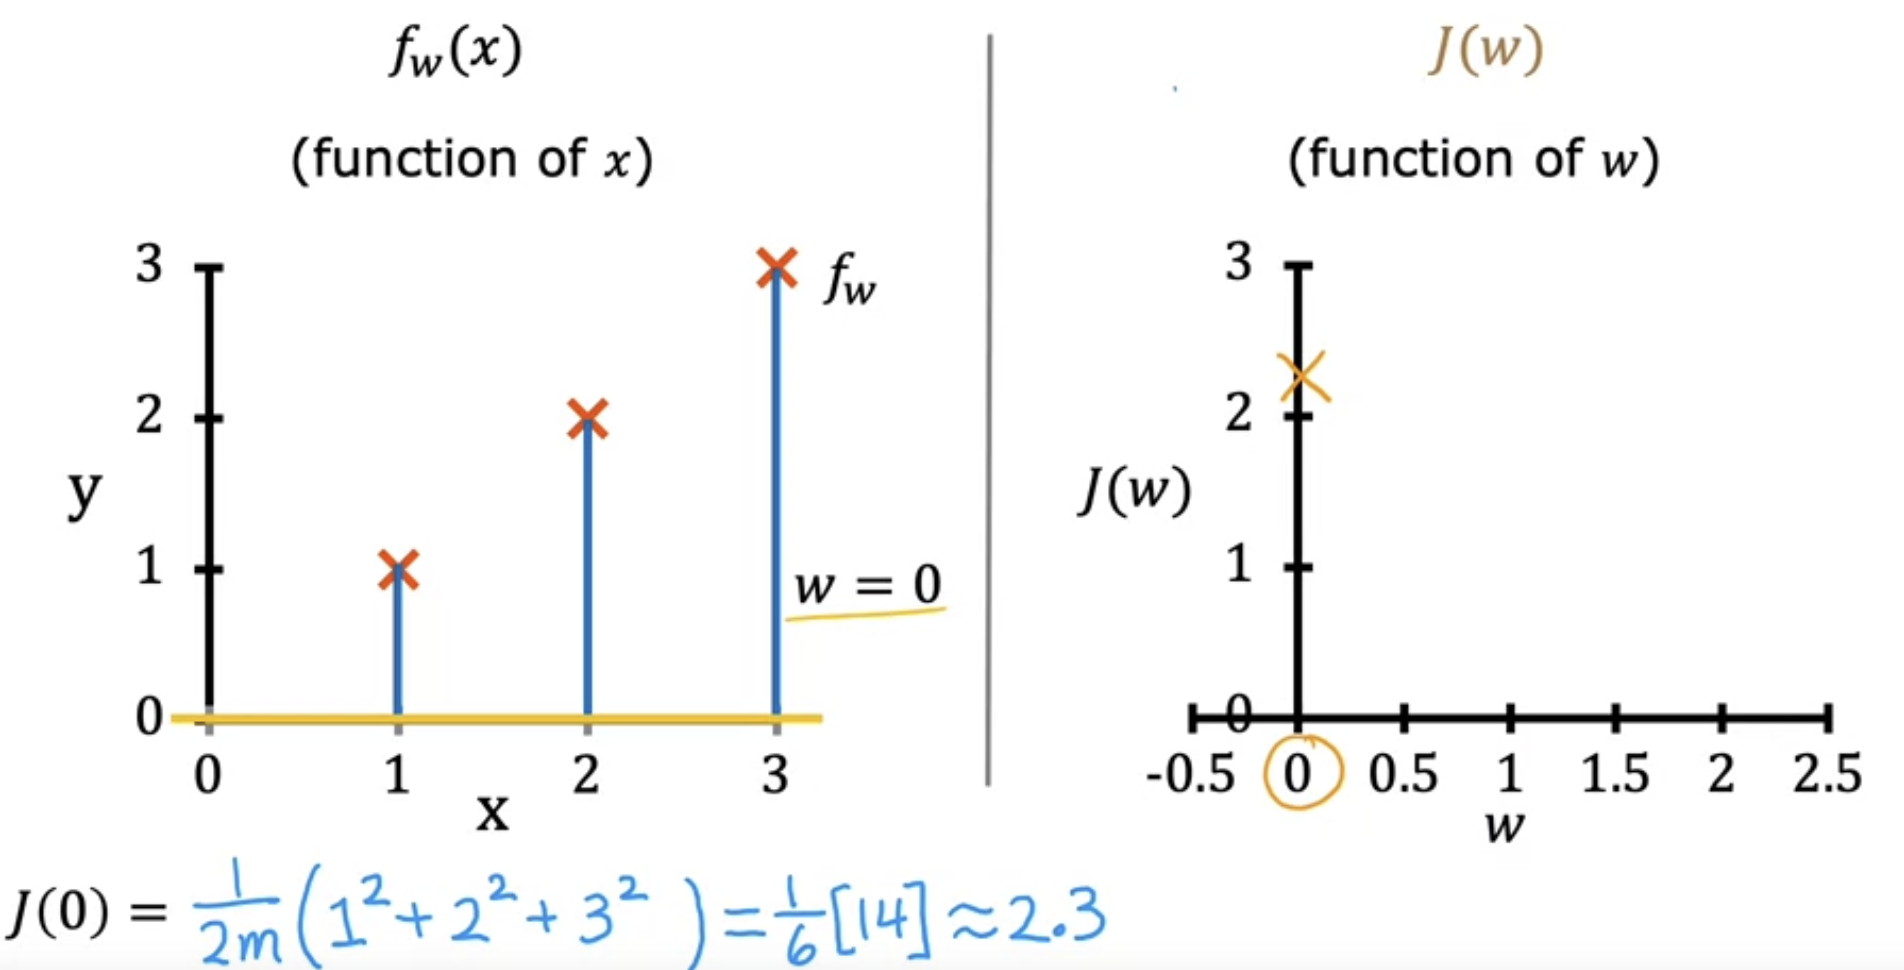 f_w(x)
(function of x)
3
2
1
0
y
f_w
w = 0
0 1 2 3
x
J(w)
(function of w)
3
2
1
0
J(w)
-0.5 0 0.5 1 1.5 2 2.5
w
J(0) = 1/2m (1² + 2² + 3²) = 1/6 [14] ≈ 2.3